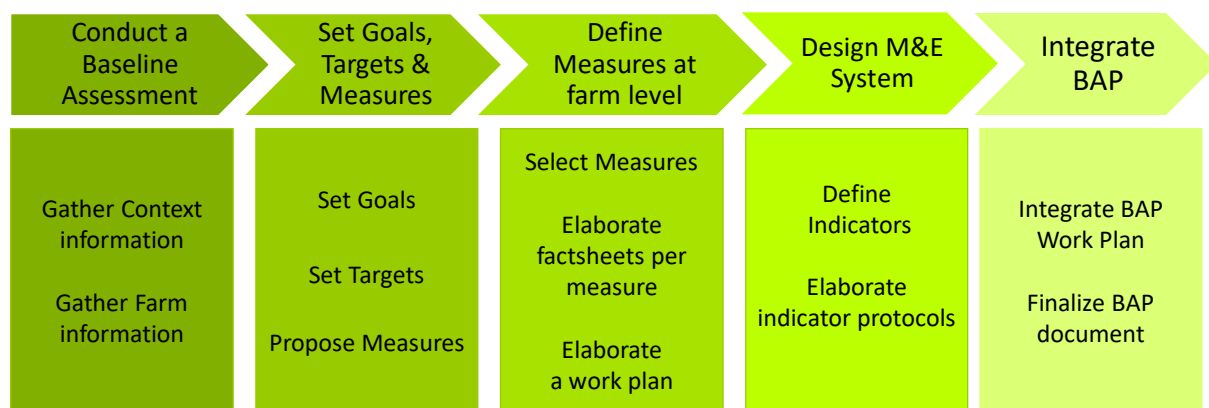 Conduct a
Baseline
Assessment
Set Goals,
Targets &
Measures
Define
Measures at
farm level
Design M&E
System
Integrate
BAP
Gather Context
information
Gather Farm
information
Set Goals
Set Targets
Propose Measures
Select Measures
Elaborate
factsheets per
measure
Elaborate
a work plan
Define
Indicators
Elaborate
indicator protocols
Integrate BAP
Work Plan
Finalize BAP
document